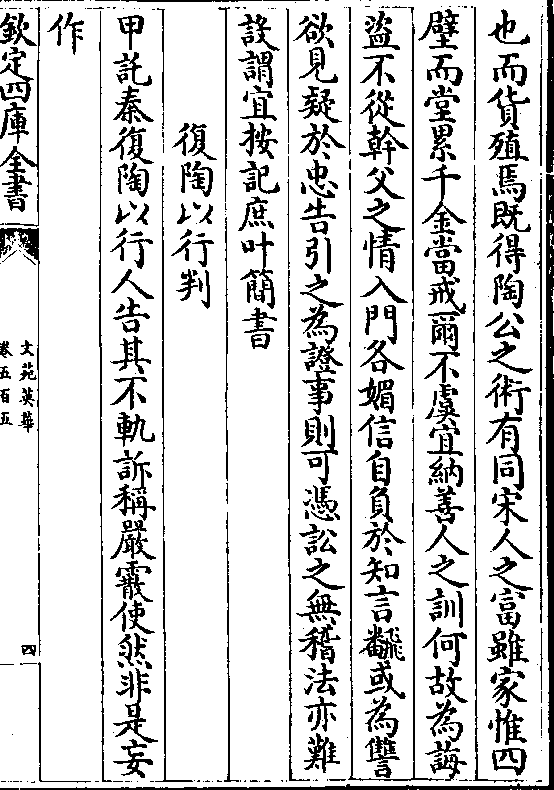 也而貨殖焉既得陶公之術有同宋人之富雖家惟四
壁而堂累千金當戒爾不虞宜納善人之訓何故為誨
盜不從幹父之情入門各媚信自負於知言飜或為讐
欲見疑於忠告引之為證事則可憑訟之無稽法亦難
設謂宜按記庶叶簡書
復陶以行判
甲託秦復陶以行人告其不軌訴稱嚴霰使然非是妄
作
欽定四庫全書
文苑英華
卷五百五
四